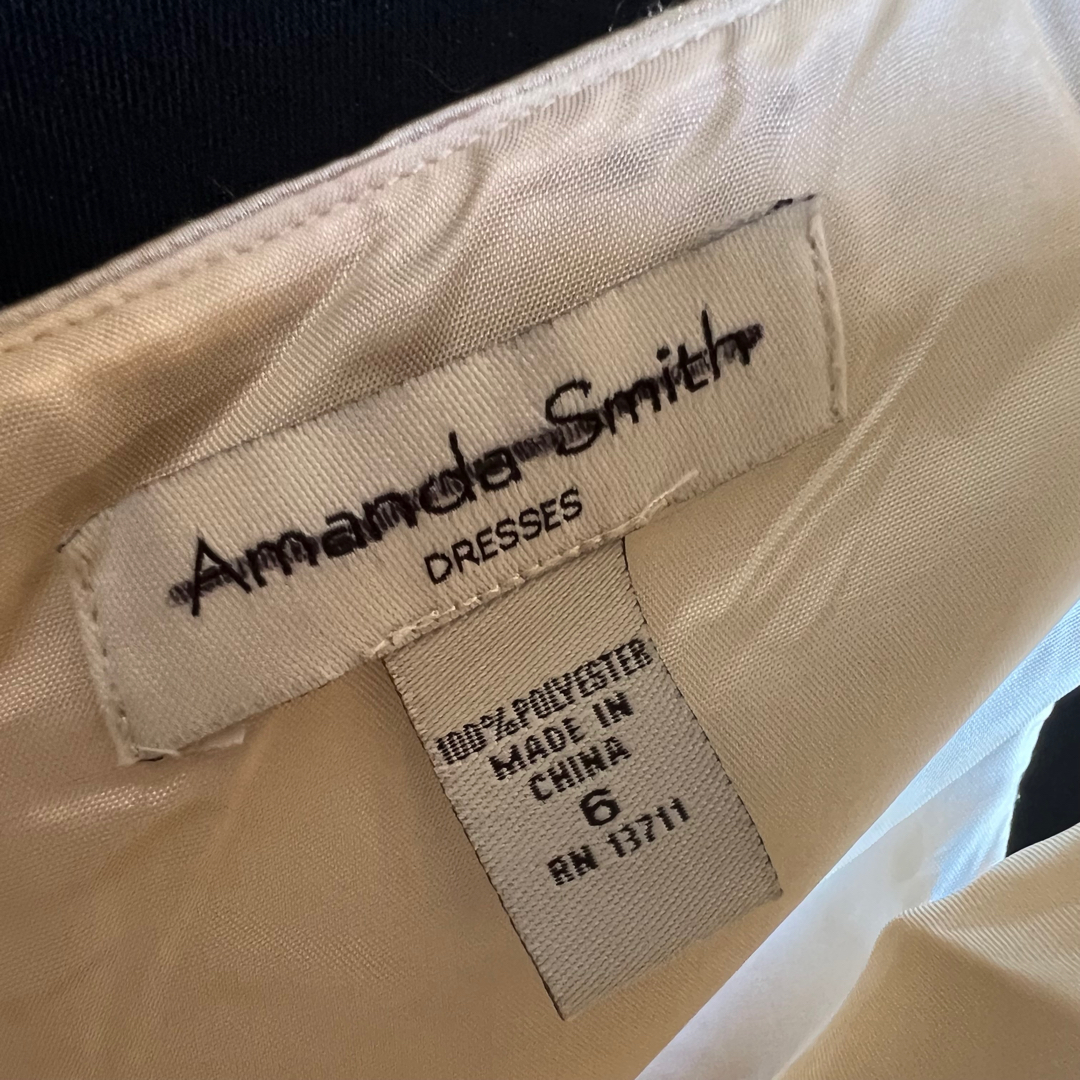 Amanda Smith
DRESSES
100% POLYESTER
MADE IN
CHINA
6
RN 13711